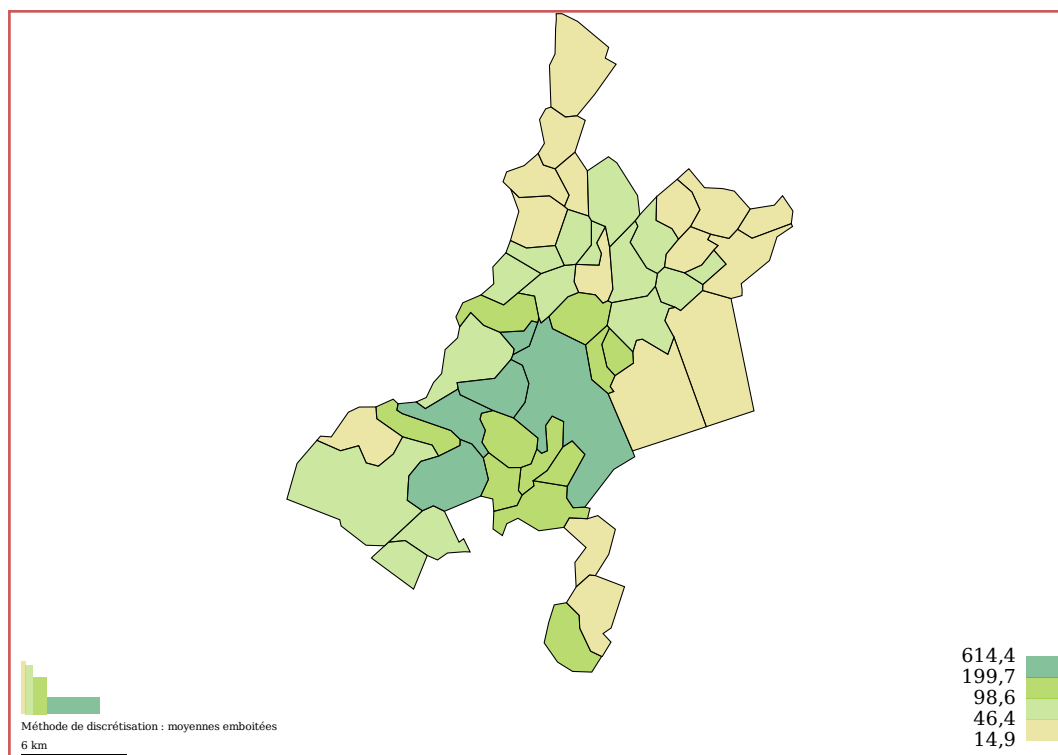 614,4
199,7
98,6
46,4
14,9
Méthode de discrétisation : moyennes emboitées
6 km